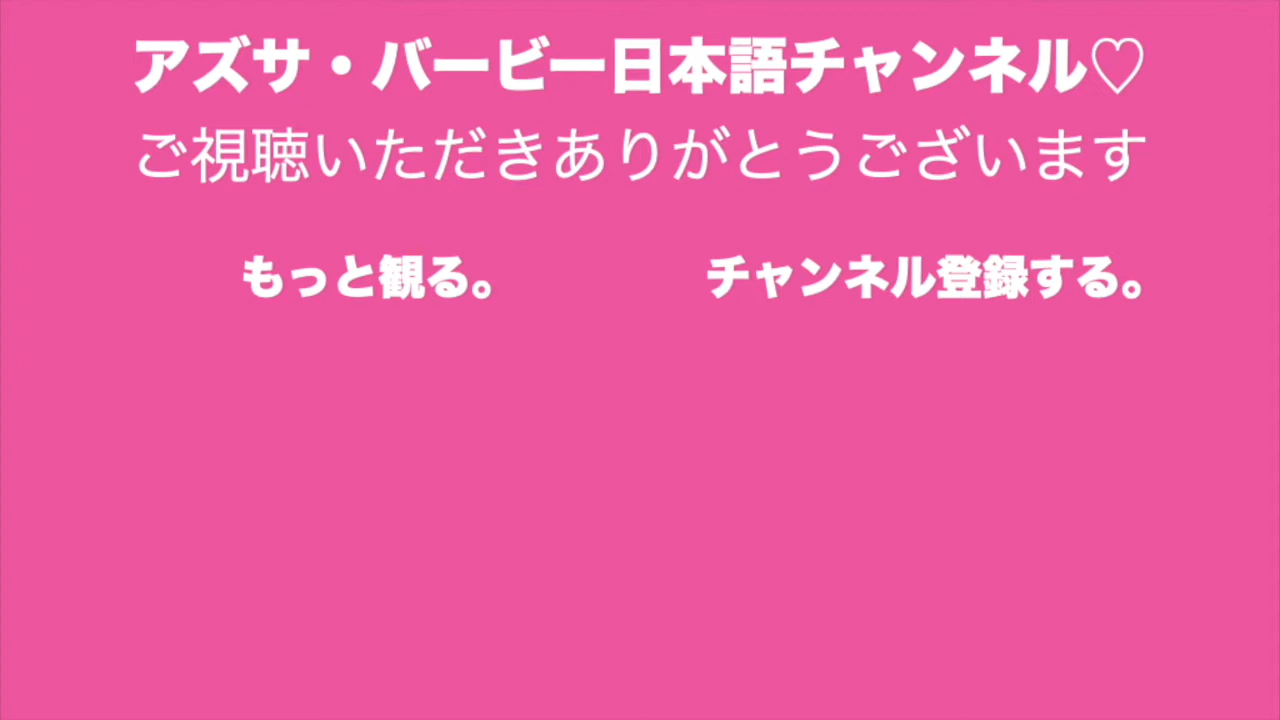 アズサ・バービー日本語チャンネル♡
ご視聴いただきありがとうございます
もっと観る。
チャンネル登録する。